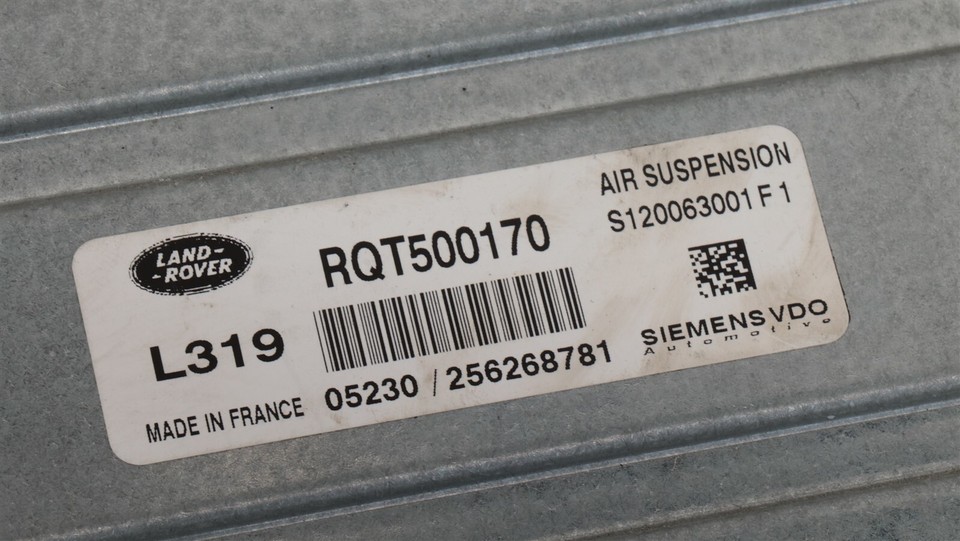 LAND-
-ROVER
L319
MADE IN FRANCE
RQT500170
05230 / 256268781
AIR SUSPENSION
S120063001 F 1
SIEMENS VDO
Automotive